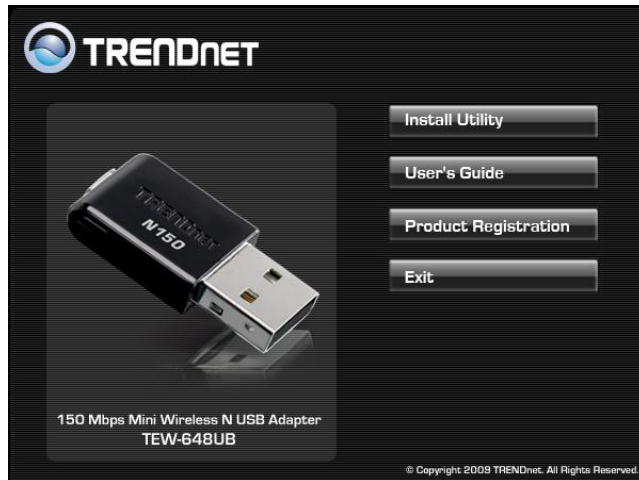 TRENDNET
Install Utility
User's Guide
Product Registration
Exit
TRENDNET
N150
150 Mbps Mini Wireless N USB Adapter
TEW-648UB
© Copyright 2009 TRENDnet. All Rights Reserved.